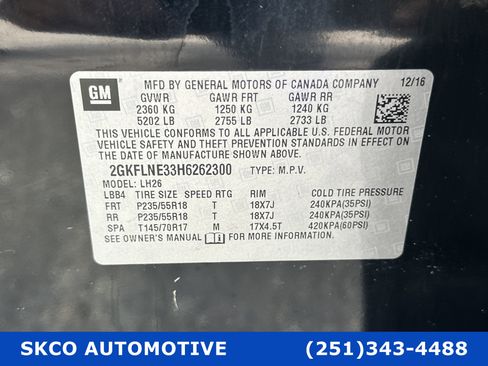 GM
MFD BY GENERAL MOTORS OF CANADA COMPANY 12/16
GVWR GAWR FRT GAWR RR
2360 KG 1250 KG 1240 KG
5202 LB 2755 LB 2733 LB
THIS VEHICLE CONFORMS TO ALL APPLICABLE U.S. FEDERAL MOTOR
VEHICLE SAFETY AND THEFT PREVENTION STANDARDS IN EFFECT
ON THE DATE OF MANUFACTURE SHOWN ABOVE.
2GKFLNE33H6262300 TYPE: M.P.V.
MODEL: LH26
LBB4 TIRE SIZE SPEED RTG RIM COLD TIRE PRESSURE
FRT P235/55R18 T 18X7J 240KPA(35PSI)
RR P235/55R18 T 18X7J 240KPA(35PSI)
SPA T145/70R17 M 17X4.5T 420KPA(60PSI)
SEE OWNER'S MANUAL FOR MORE INFORMATION.
SKCO AUTOMOTIVE (251)343-4488